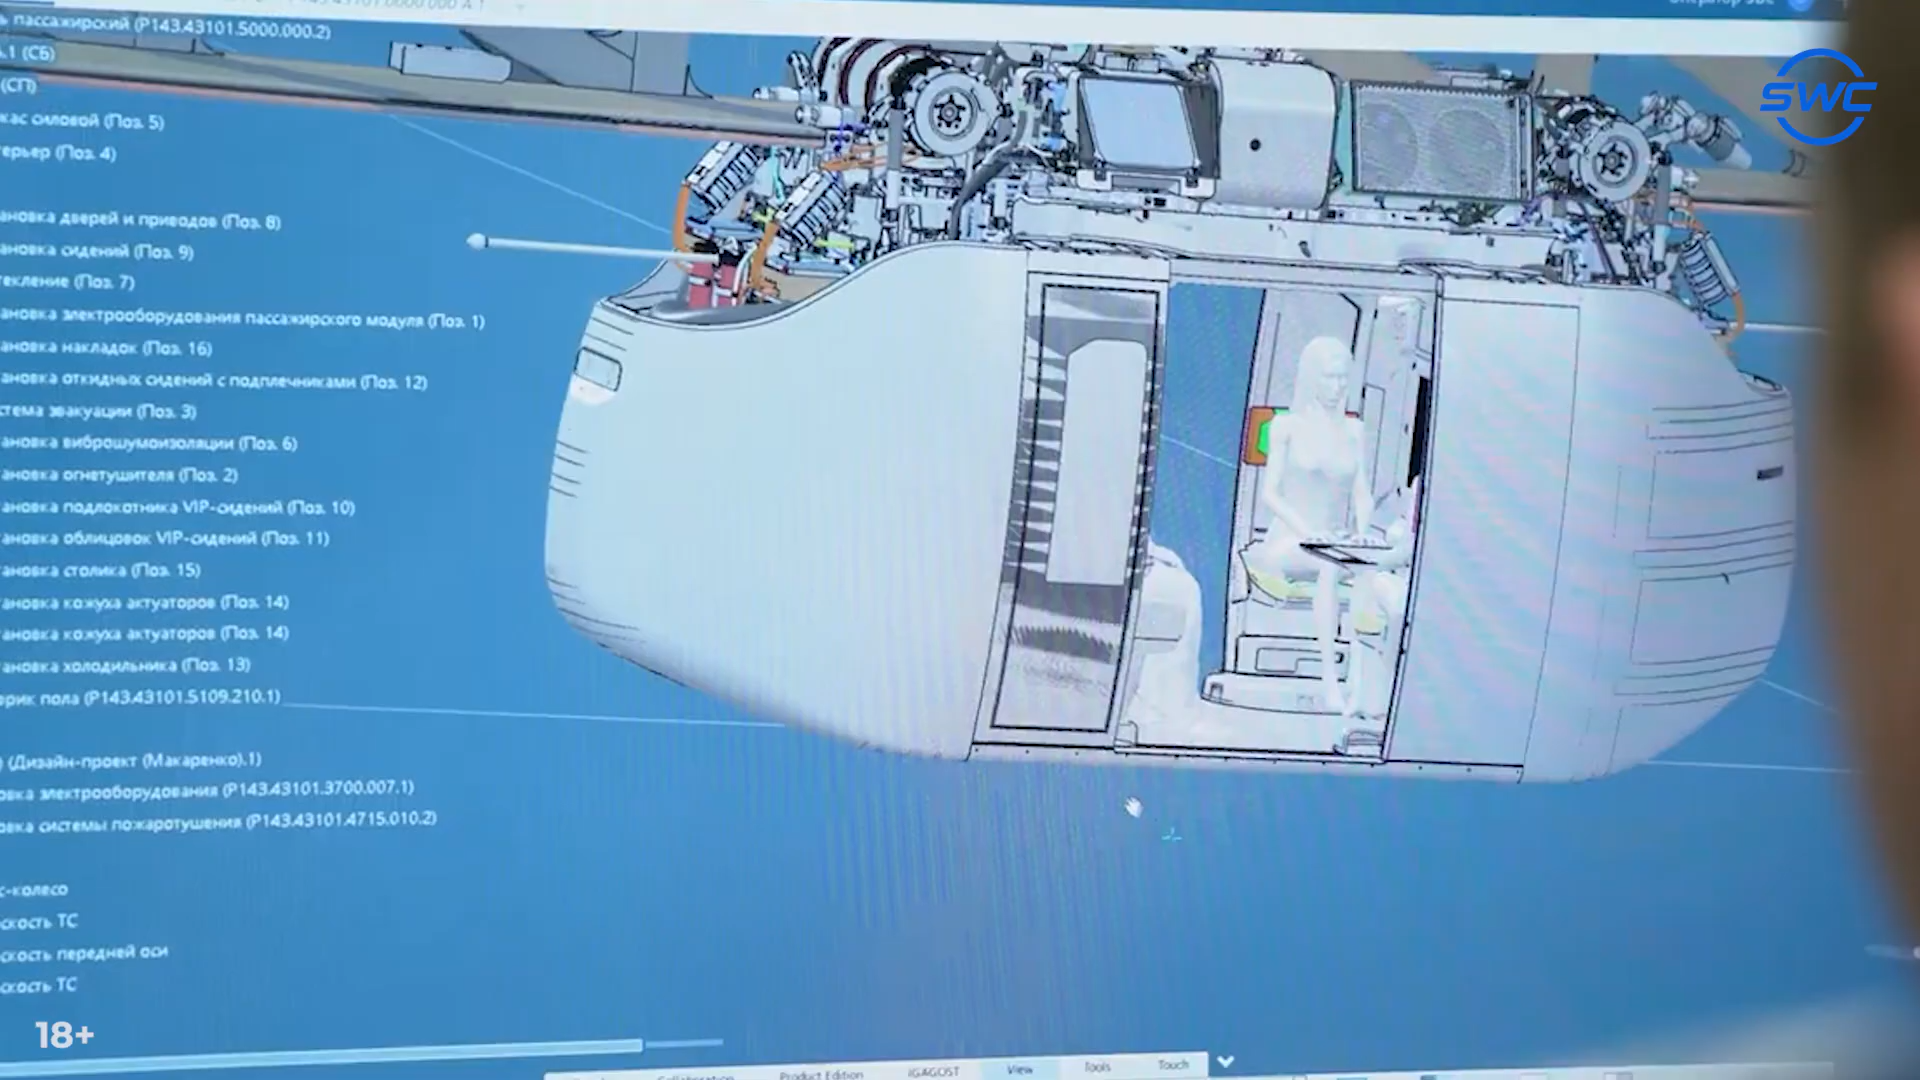 пассажирский (P143.43101.5000.000.2)
.1 (СБ)
(СП)
кас силовой (Поз. 5)
ерьер (Поз. 4)
ановка дверей и приводов (Поз. 8)
ановка сидений (Поз. 9)
текление (Поз. 7)
ановка электрооборудования пассажирского модуля (Поз. 1)
ановка накладок (Поз. 16)
ановка откидных сидений с подплечниками (Поз. 12)
стема эвакуации (Поз. 3)
ановка виброшумоизоляции (Поз. 6)
ановка огнетушителя (Поз. 2)
ановка подлокотника VIP-сидений (Поз. 10)
ановка облицовок VIP-сидений (Поз. 11)
ановка столика (Поз. 15)
ановка кожуха актуаторов (Поз. 14)
ановка кожуха актуаторов (Поз. 14)
ановка холодильника (Поз. 13)
врик пола (P143.43101.5109.210.1)
) (Дизайн-проект (Макаренко).1)
овка электрооборудования (P143.43101.3700.007.1)
овка системы пожаротушения (P143.43101.4715.010.2)
с-колесо
скость ТС
скость передней оси
скость ТС
SWC
18+
Product Edition IGAGOST View Tools Touch